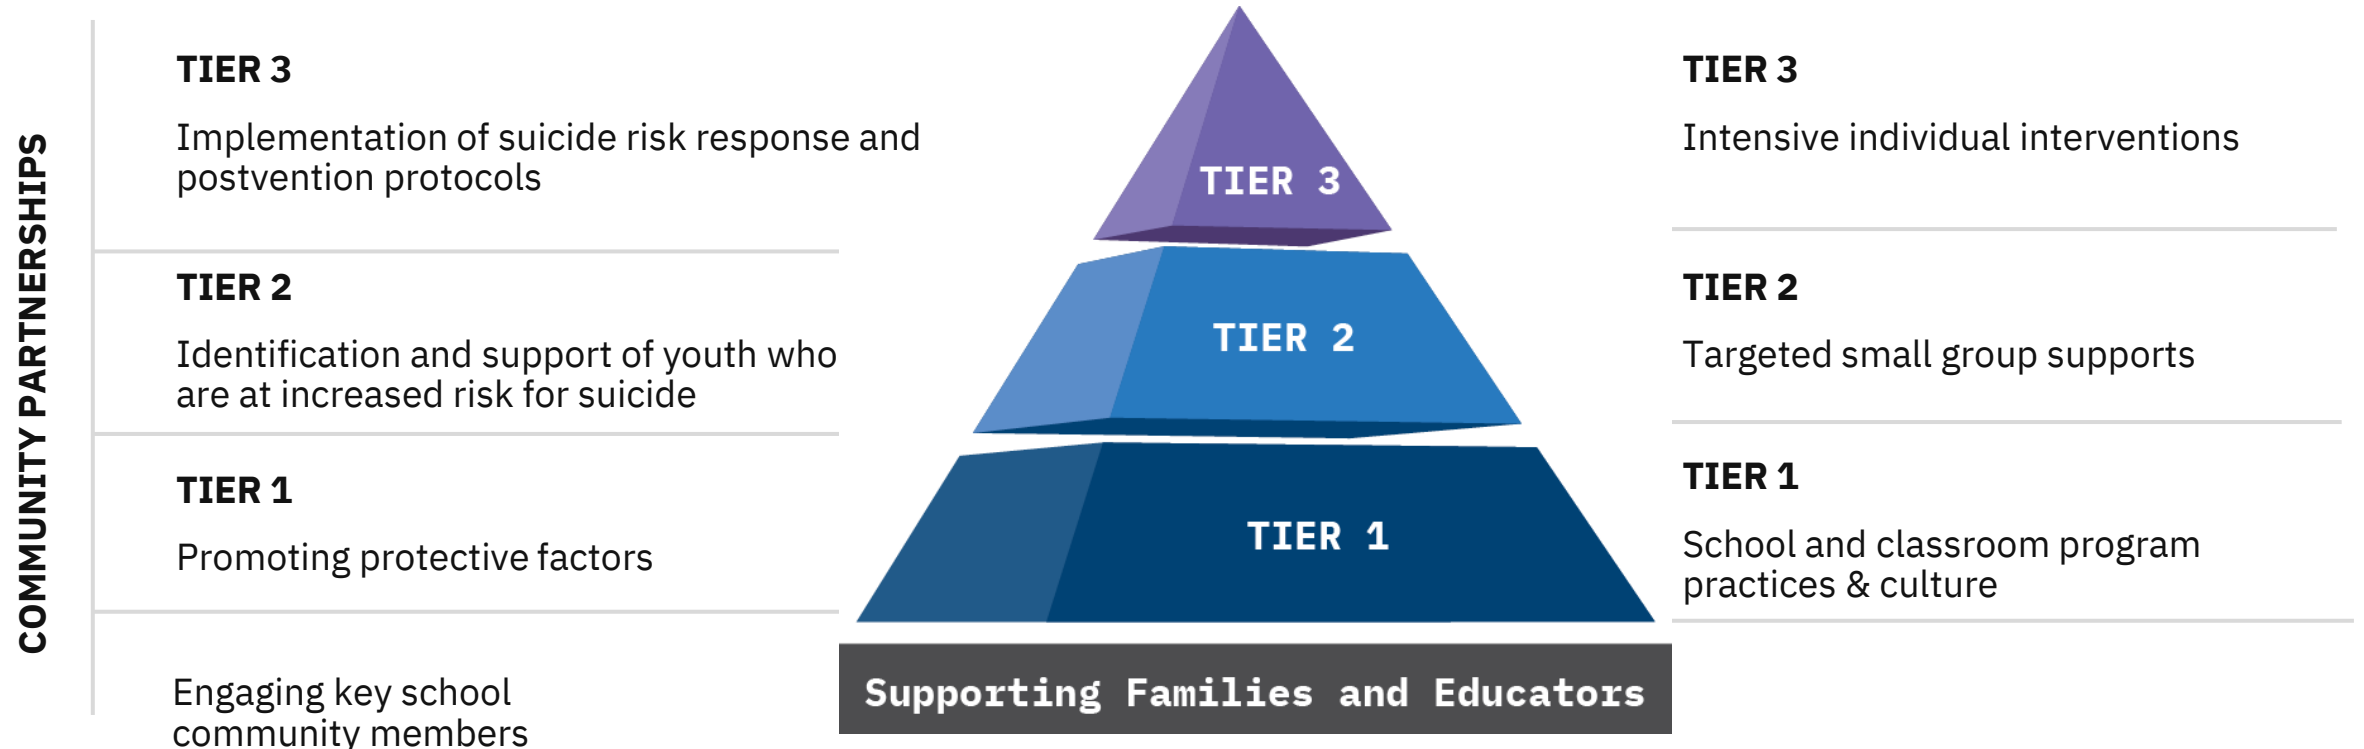 COMMUNITY PARTNERSHIPS
TIER 3
Implementation of suicide risk response and
postvention protocols
TIER 2
Identification and support of youth who
are at increased risk for suicide
TIER 1
Promoting protective factors
Engaging key school
community members
TIER 3
TIER 2
TIER 1
Supporting Families and Educators
TIER 3
Intensive individual interventions
TIER 2
Targeted small group supports
TIER 1
School and classroom program
practices & culture